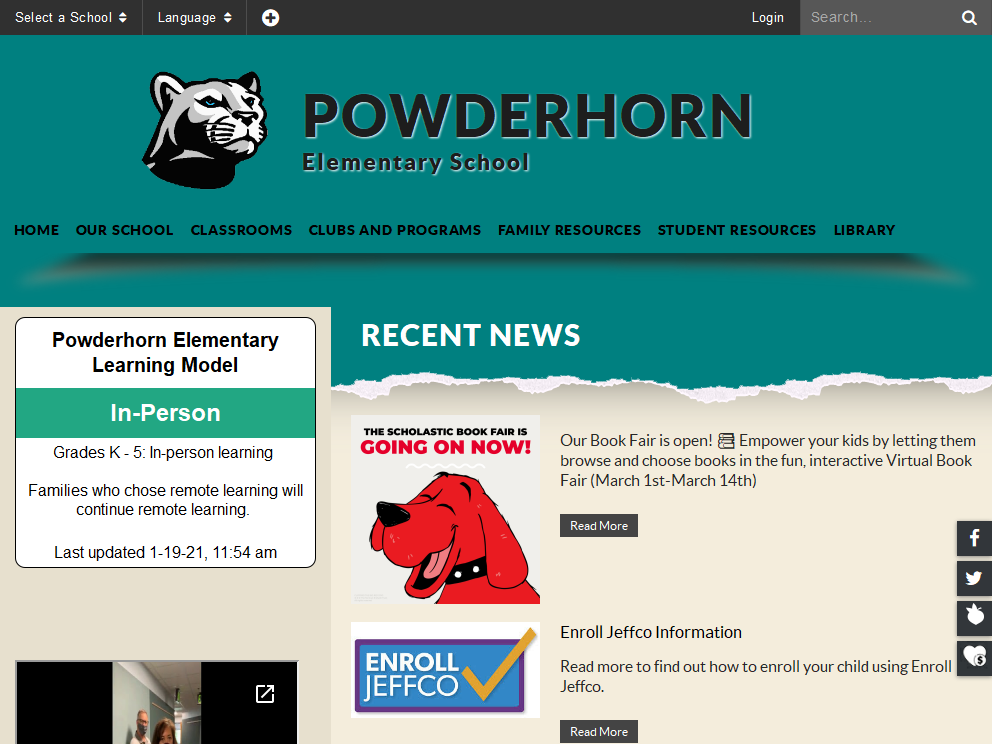 Select a School
Language
Login
Search...
POWDERHORN
Elementary School
HOME
OUR SCHOOL
CLASSROOMS
CLUBS AND PROGRAMS
FAMILY RESOURCES
STUDENT RESOURCES
LIBRARY
Powderhorn Elementary
Learning Model
In-Person
Grades K - 5: In-person learning
Families who chose remote learning will
continue remote learning.
Last updated 1-19-21, 11:54 am
RECENT NEWS
THE SCHOLASTIC BOOK FAIR IS
GOING ON NOW!
Our Book Fair is open! 📚 Empower your kids by letting them
browse and choose books in the fun, interactive Virtual Book
Fair (March 1st-March 14th)
Read More
ENROLL
JEFFCO
Enroll Jeffco Information
Read more to find out how to enroll your child using Enroll
Jeffco.
Read More